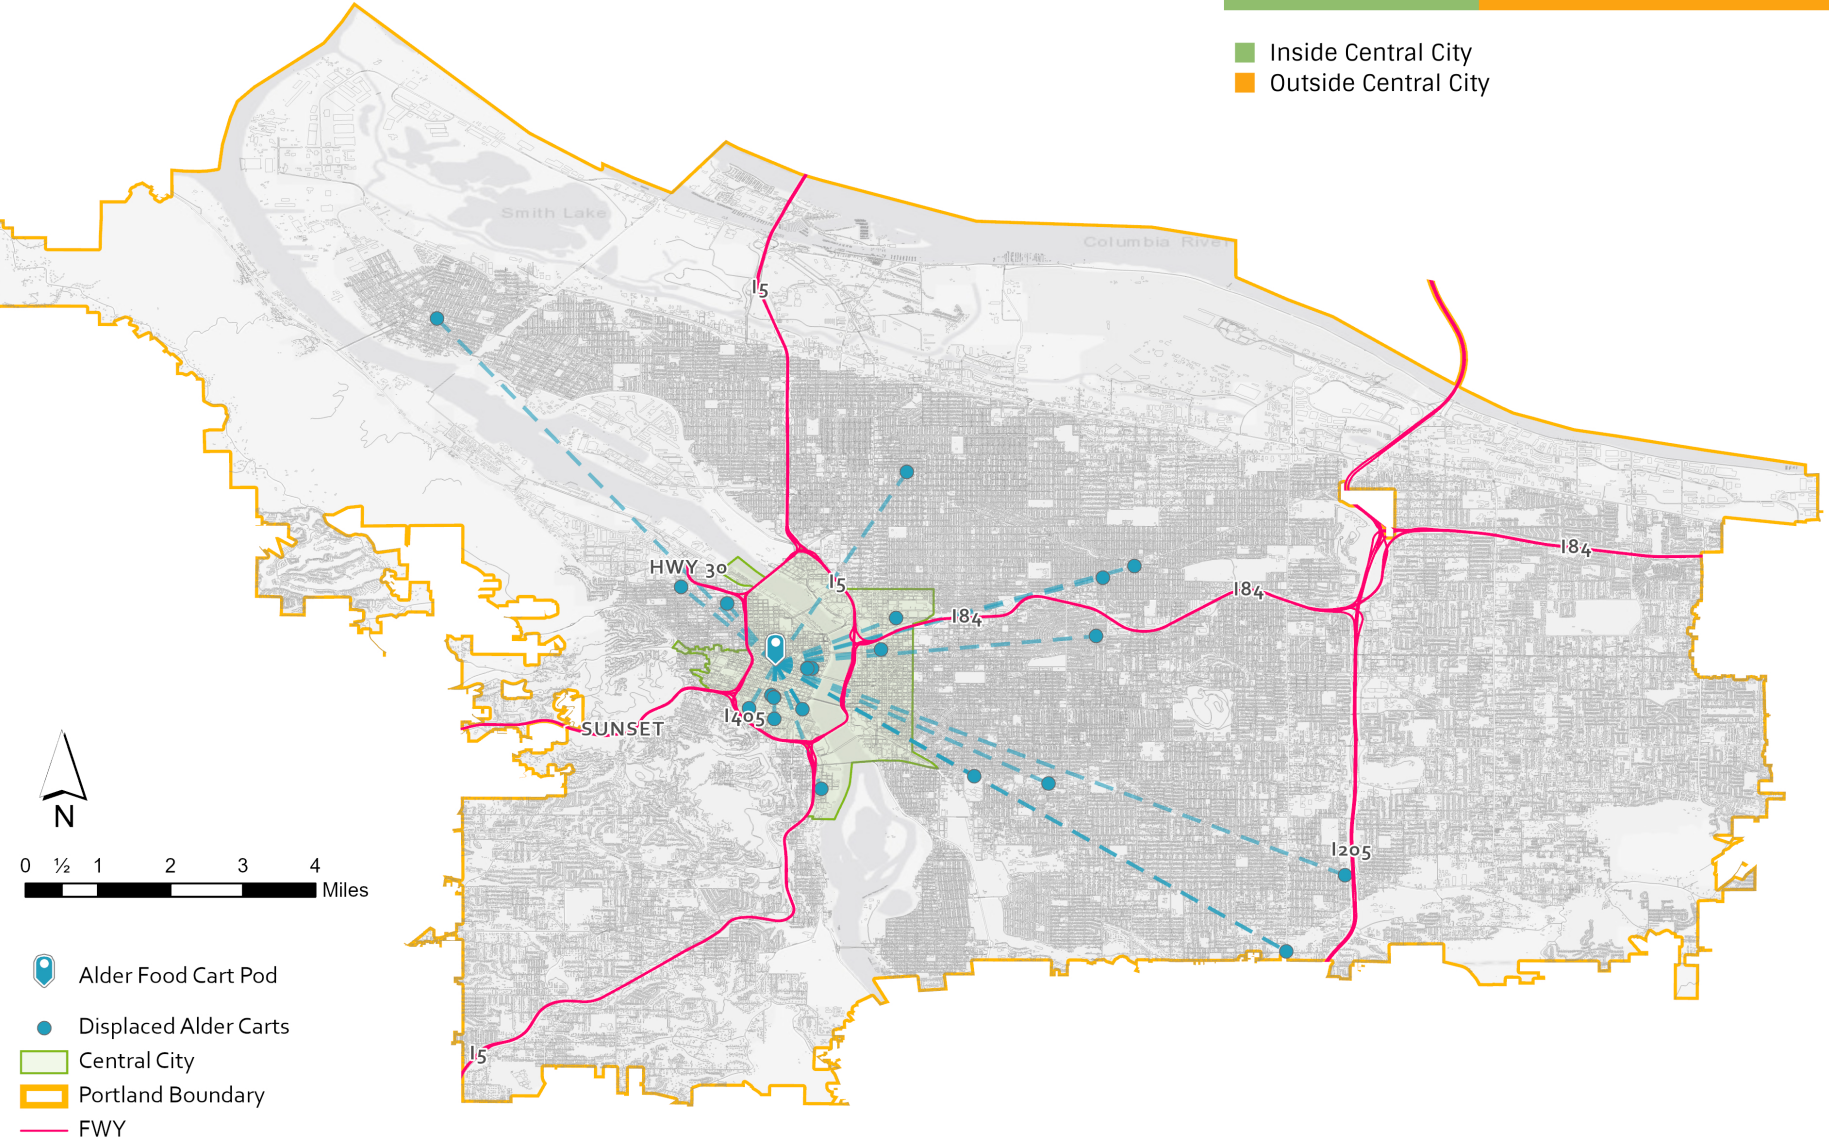 Inside Central City
Outside Central City
Smith Lake
Columbia River
I5
HWY 30
I5
I84
I84
I84
I405
SUNSET
I205
I5
N
0 ½ 1 2 3 4 Miles
Alder Food Cart Pod
Displaced Alder Carts
Central City
Portland Boundary
FWY